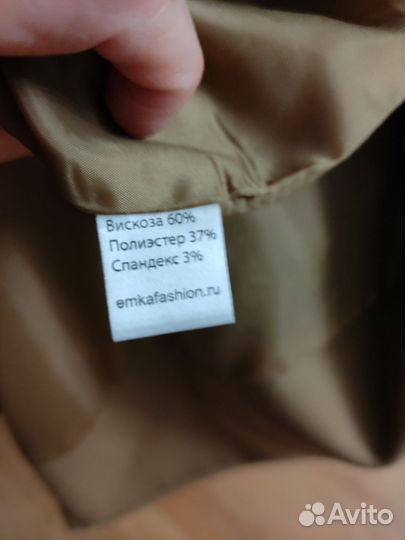 Вискоза 60%
Полиэстер 37%
Спандекс 3%
emkafashion.ru
Avito